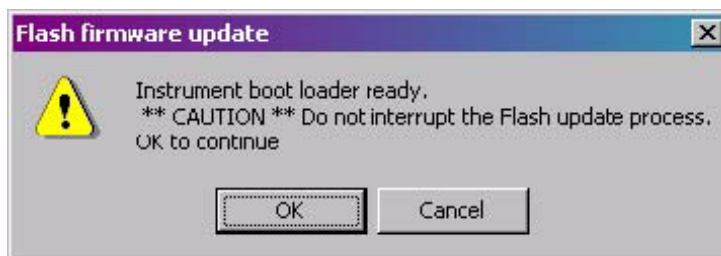 Flash firmware update
Instrument boot loader ready.
** CAUTION ** Do not interrupt the Flash update process.
OK to continue
OK
Cancel